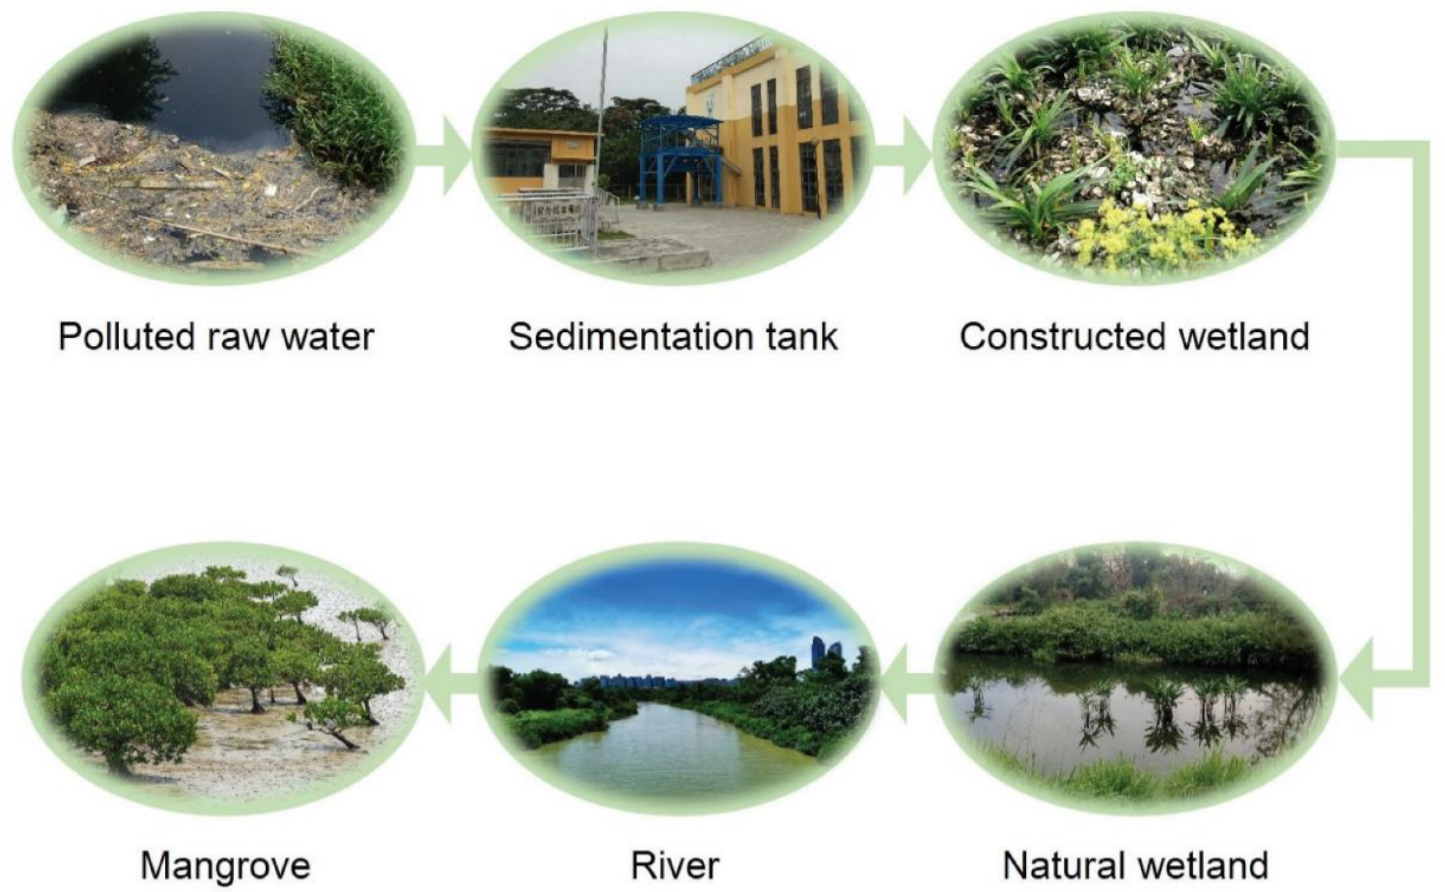 Polluted raw water
Sedimentation tank
Constructed wetland
Mangrove
River
Natural wetland